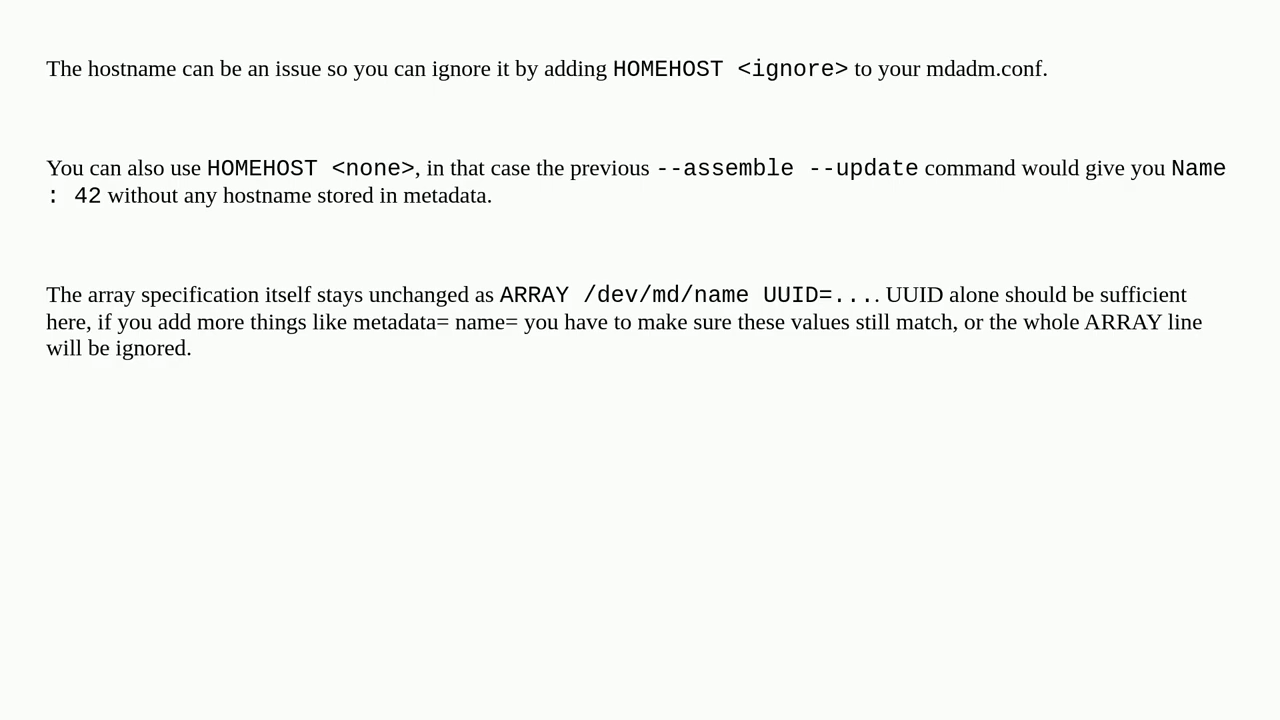 The hostname can be an issue so you can ignore it by adding HOMEHOST <ignore> to your mdadm.conf.
You can also use HOMEHOST <none>, in that case the previous --assemble --update command would give you Name
: 42 without any hostname stored in metadata.
The array specification itself stays unchanged as ARRAY /dev/md/name UUID=.... UUID alone should be sufficient
here, if you add more things like metadata= name= you have to make sure these values still match, or the whole ARRAY line
will be ignored.